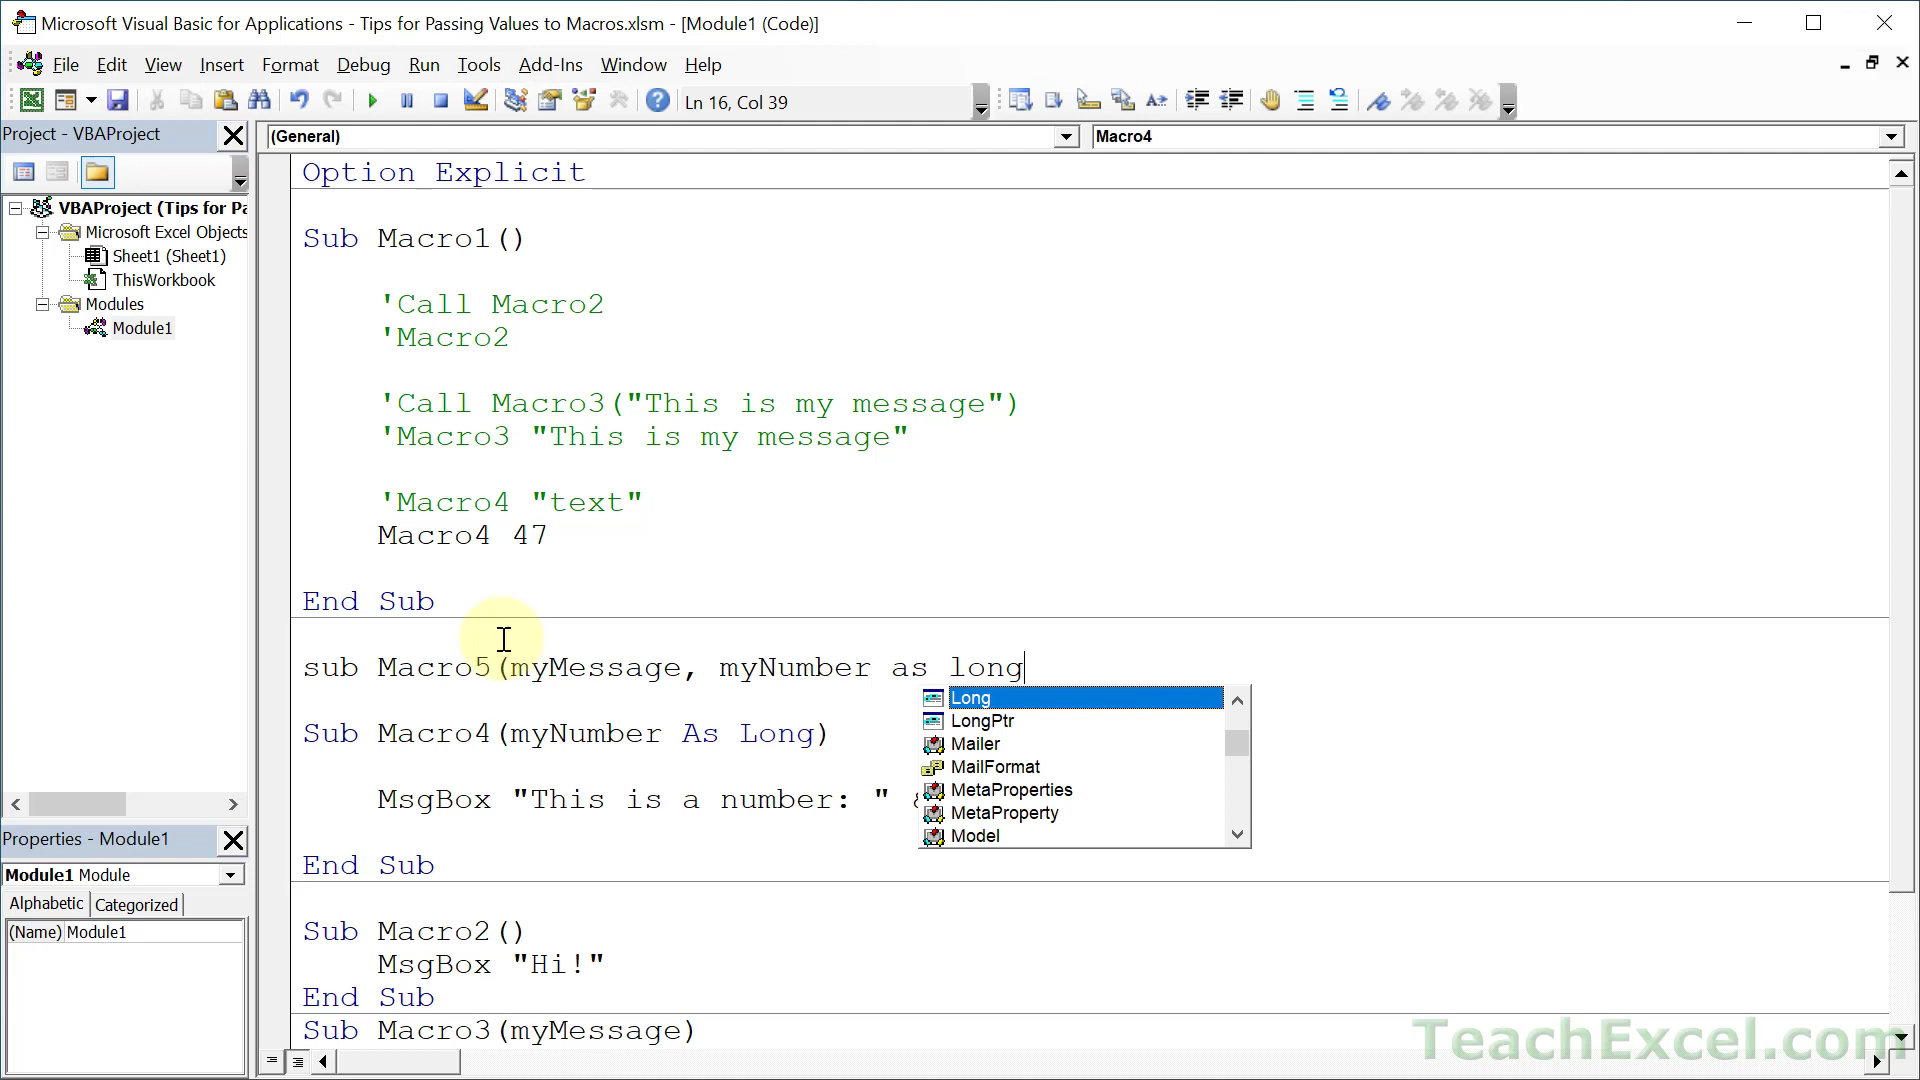 Microsoft Visual Basic for Applications - Tips for Passing Values to Macros.xlsm - [Module1 (Code)]
File Edit View Insert Format Debug Run Tools Add-Ins Window Help
Ln 16, Col 39
Project - VBAProject
(General)
Macro4
VBAProject (Tips for Pa
Microsoft Excel Objects
Sheet1 (Sheet1)
ThisWorkbook
Modules
Module1
Properties - Module1
Module1 Module
Alphabetic Categorized
(Name) Module1
Option Explicit
Sub Macro1()
'Call Macro2
'Macro2
'Call Macro3("This is my message")
'Macro3 "This is my message"
'Macro4 "text"
Macro4 47
End Sub
sub Macro5(myMessage, myNumber as long
Long
LongPtr
Mailer
MailFormat
MetaProperties
MetaProperty
Model
Sub Macro4(myNumber As Long)
MsgBox "This is a number: " &
End Sub
Sub Macro2()
MsgBox "Hi!"
End Sub
Sub Macro3(myMessage)
TeachExcel.com